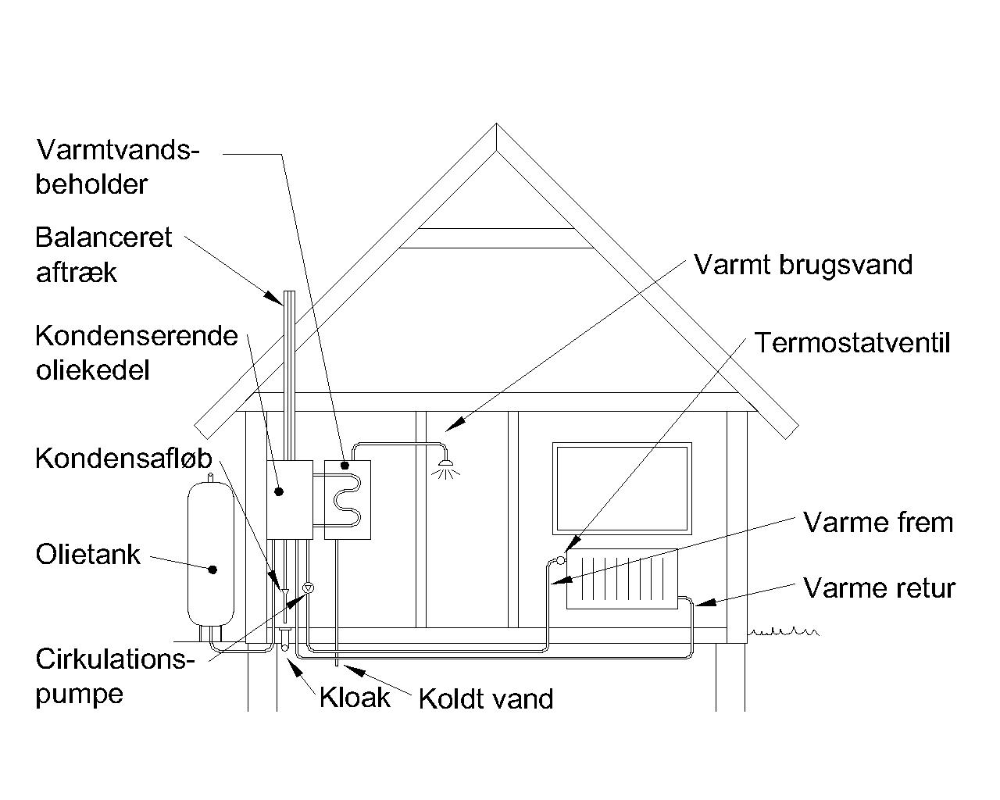 Varmtvands-
beholder
Balanceret
aftræk
Varmt brugsvand
Kondenserende
oliekedel
Termostatventil
Kondensafløb
Varme frem
Olietank
Varme retur
Cirkulations-
pumpe
Kloak
Koldt vand